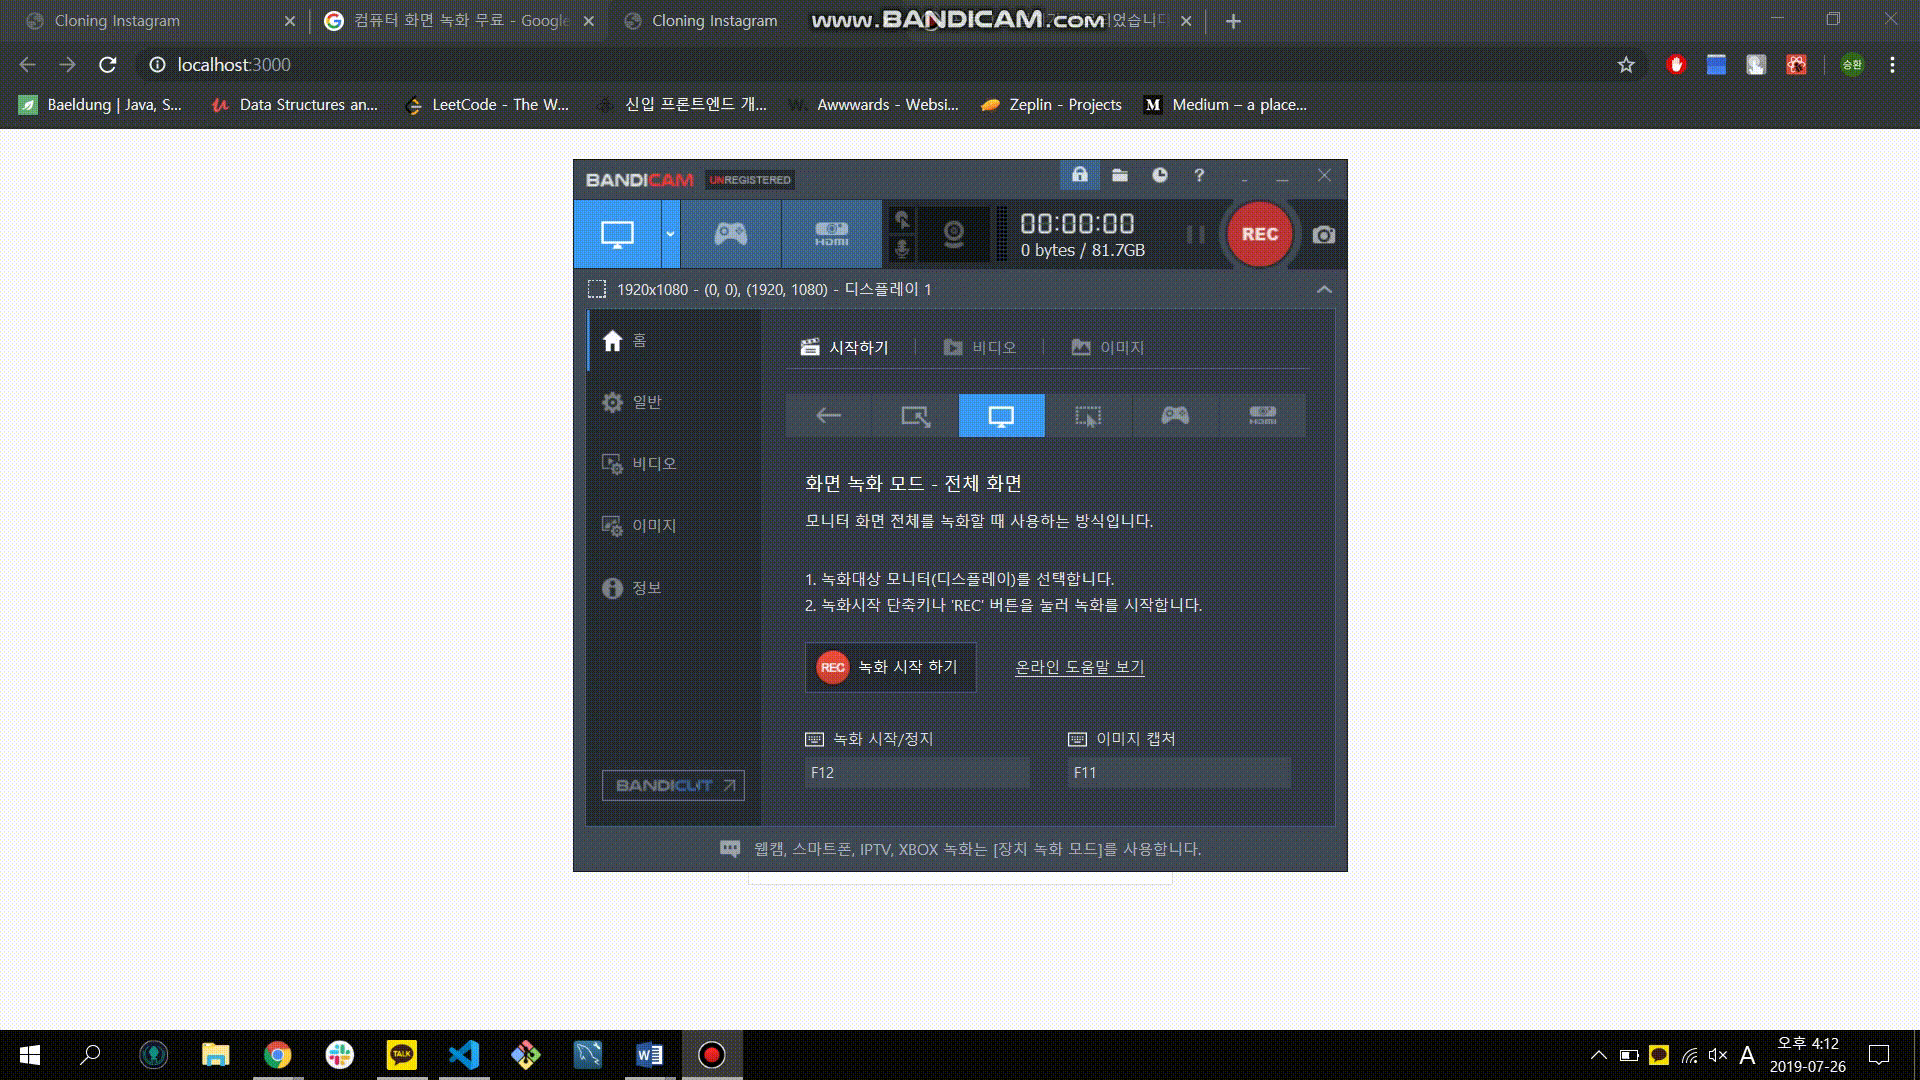 Cloning Instagram
컴퓨터 화면 녹화 무료 - Google
Cloning Instagram
www.BANDICAM.com
되었습니다
localhost:3000
승환
Baeldung | Java, S...
Data Structures an...
LeetCode - The W...
신입 프론트엔드 개...
W.
Awwwards - Websi...
Zeplin - Projects
M
Medium – a place...
BANDICAM
UNREGISTERED
HDMI
00:00:00
0 bytes / 81.7GB
REC
1920x1080 - (0, 0), (1920, 1080) - 디스플레이 1
홈
일반
비디오
이미지
정보
BANDICUT
시작하기
비디오
이미지
HDMI
화면 녹화 모드 - 전체 화면
모니터 화면 전체를 녹화할 때 사용하는 방식입니다.
1. 녹화대상 모니터(디스플레이)를 선택합니다.
2. 녹화시작 단축키나 'REC' 버튼을 눌러 녹화를 시작합니다.
REC 녹화 시작 하기
온라인 도움말 보기
녹화 시작/정지
이미지 캡처
F12
F11
웹캠, 스마트폰, IPTV, XBOX 녹화는 [장치 녹화 모드]를 사용합니다.
TALK
A
오후 4:12
2019-07-26